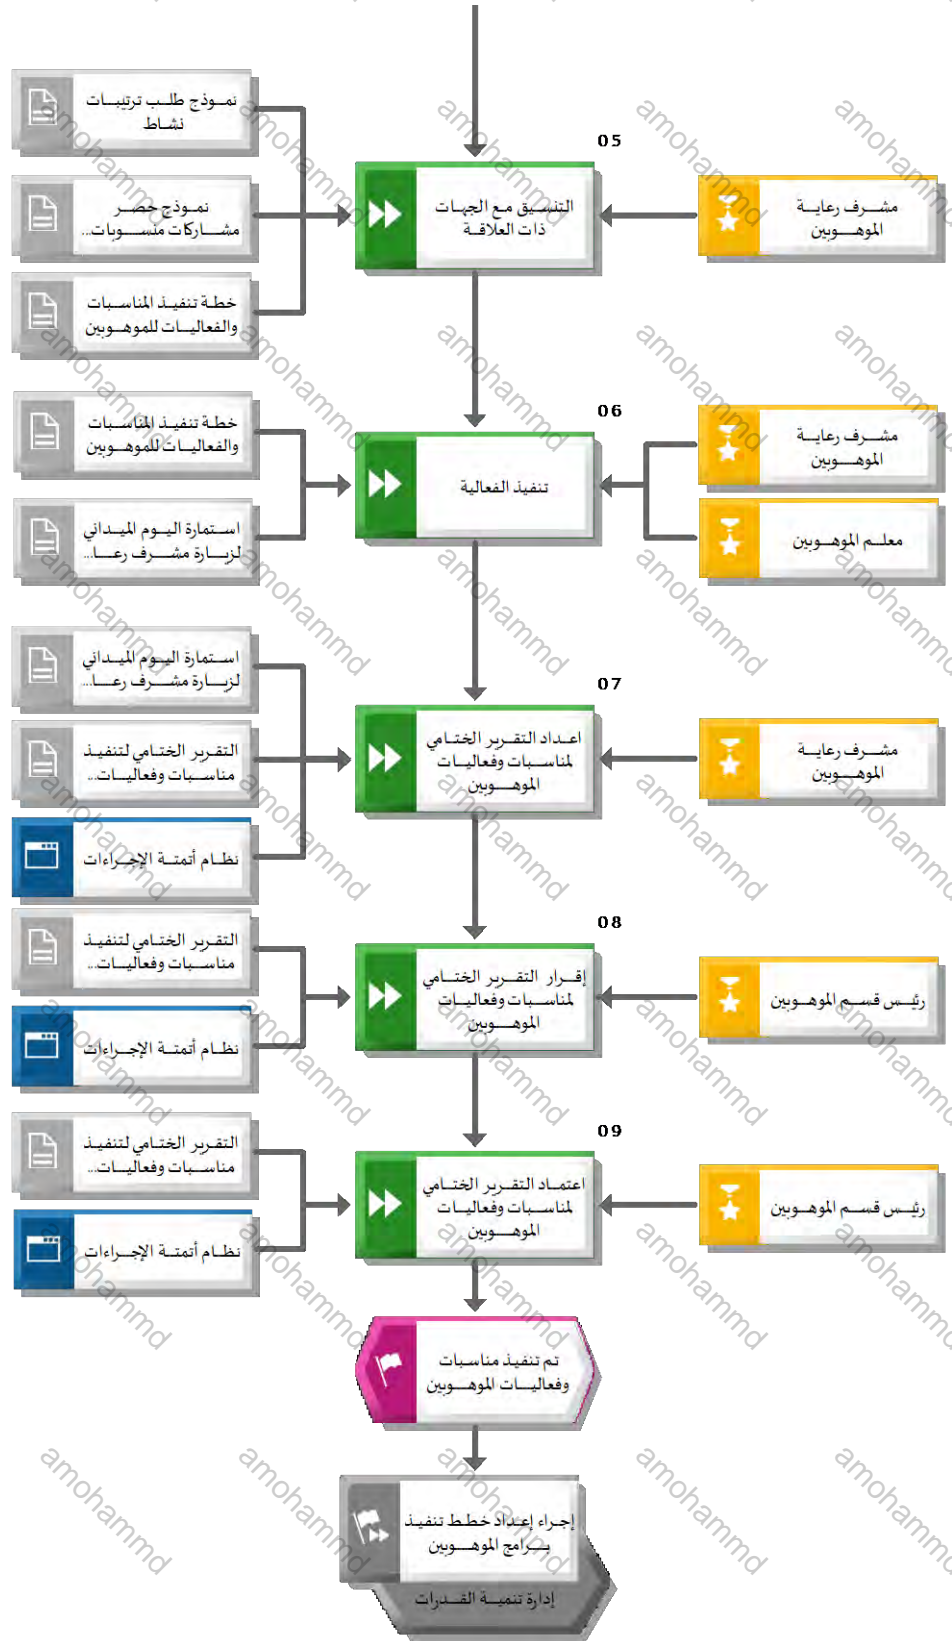 05
مشرف رعاية
الموهوبين
التنسيق مع الجهات
ذات العلاقة
نموذج طلب ترتيبات
نشاط
نموذج حصر
مشاركات منسوبات...
خطة تنفيذ المناسبات
والفعاليات للموهوبين
06
مشرف رعاية
الموهوبين
معلم الموهوبين
تنفيذ الفعالية
خطة تنفيذ المناسبات
والفعاليات للموهوبين
استمارة اليوم الميداني
لزيارة مشرف رعا...
07
مشرف رعاية
الموهوبين
اعداد التقرير الختامي
لمناسبات وفعاليات
الموهوبين
استمارة اليوم الميداني
لزيارة مشرف رعا...
التقرير الختامي لتنفيذ
مناسبات وفعاليات...
نظام أتمتة الإجراءات
08
رئيس قسم الموهوبين
إقرار التقرير الختامي
لمناسبات وفعاليات
الموهوبين
التقرير الختامي لتنفيذ
مناسبات وفعاليات...
نظام أتمتة الإجراءات
09
رئيس قسم الموهوبين
اعتماد التقرير الختامي
لمناسبات وفعاليات
الموهوبين
التقرير الختامي لتنفيذ
مناسبات وفعاليات...
نظام أتمتة الإجراءات
تم تنفيذ مناسبات
وفعاليات الموهوبين
إجراء إعداد خطط تنفيذ
برامج الموهوبين
إدارة تنمية القدرات
amohammd